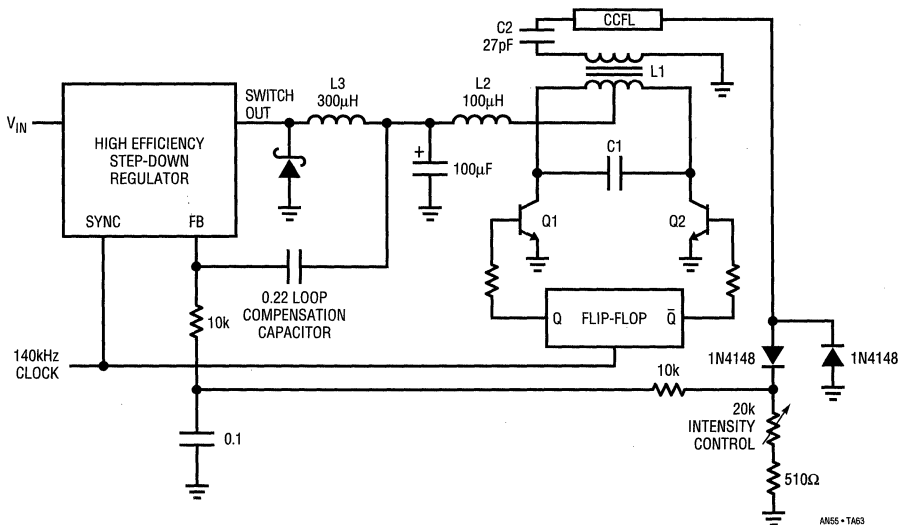 C2
27pF
CCFL
L1
L3
300µH
L2
100µH
SWITCH
OUT
V_IN
HIGH EFFICIENCY
STEP-DOWN
REGULATOR
SYNC
FB
+
100µF
C1
Q1
Q2
0.22 LOOP
COMPENSATION
CAPACITOR
10k
Q
FLIP-FLOP
Q̅
140kHz
CLOCK
1N4148
1N4148
10k
20k
INTENSITY
CONTROL
0.1
510Ω
AN55 • TA63